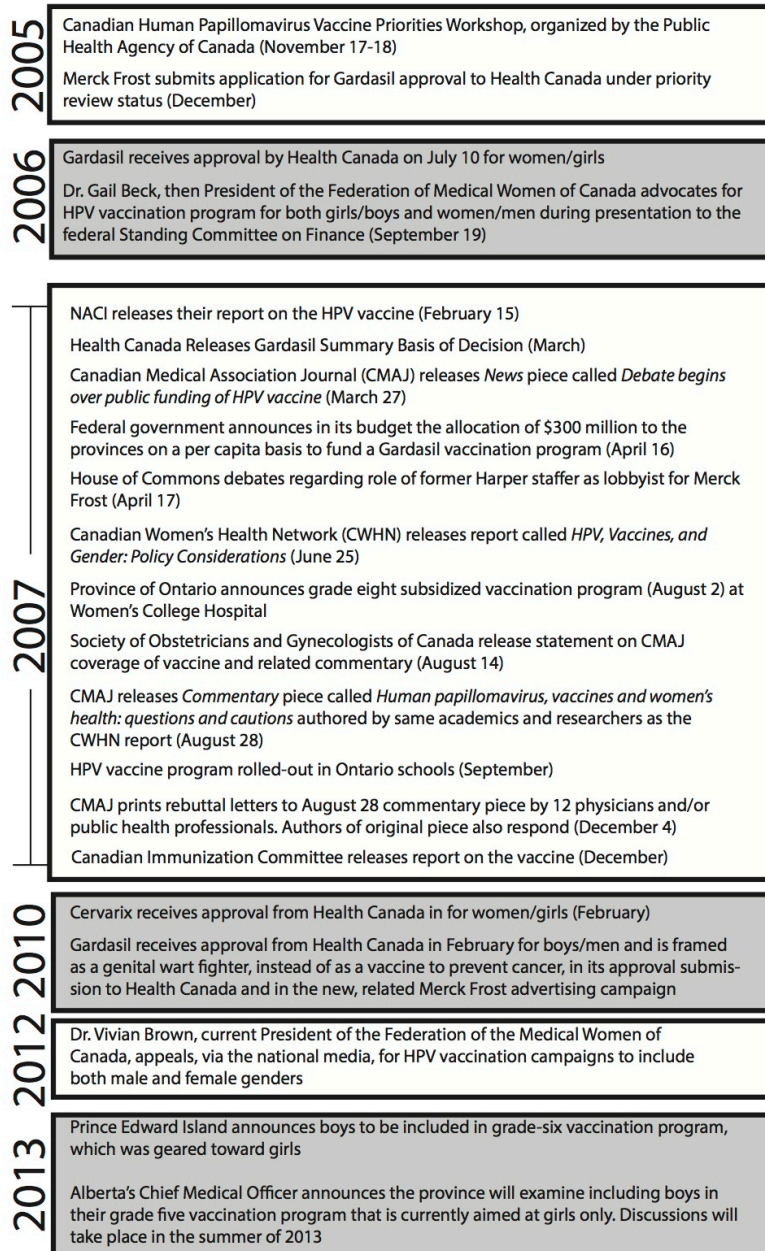 2005
Canadian Human Papillomavirus Vaccine Priorities Workshop, organized by the Public
Health Agency of Canada (November 17-18)
Merck Frost submits application for Gardasil approval to Health Canada under priority
review status (December)
2006
Gardasil receives approval by Health Canada on July 10 for women/girls
Dr. Gail Beck, then President of the Federation of Medical Women of Canada advocates for
HPV vaccination program for both girls/boys and women/men during presentation to the
federal Standing Committee on Finance (September 19)
2007
NACI releases their report on the HPV vaccine (February 15)
Health Canada Releases Gardasil Summary Basis of Decision (March)
Canadian Medical Association Journal (CMAJ) releases News piece called Debate begins
over public funding of HPV vaccine (March 27)
Federal government announces in its budget the allocation of $300 million to the
provinces on a per capita basis to fund a Gardasil vaccination program (April 16)
House of Commons debates regarding role of former Harper staffer as lobbyist for Merck
Frost (April 17)
Canadian Women's Health Network (CWHN) releases report called HPV, Vaccines, and
Gender: Policy Considerations (June 25)
Province of Ontario announces grade eight subsidized vaccination program (August 2) at
Women's College Hospital
Society of Obstetricians and Gynecologists of Canada release statement on CMAJ
coverage of vaccine and related commentary (August 14)
CMAJ releases Commentary piece called Human papillomavirus, vaccines and women's
health: questions and cautions authored by same academics and researchers as the
CWHN report (August 28)
HPV vaccine program rolled-out in Ontario schools (September)
CMAJ prints rebuttal letters to August 28 commentary piece by 12 physicians and/or
public health professionals. Authors of original piece also respond (December 4)
Canadian Immunization Committee releases report on the vaccine (December)
2010
Cervarix receives approval from Health Canada in for women/girls (February)
Gardasil receives approval from Health Canada in February for boys/men and is framed
as a genital wart fighter, instead of as a vaccine to prevent cancer, in its approval submis-
sion to Health Canada and in the new, related Merck Frost advertising campaign
2012
Dr. Vivian Brown, current President of the Federation of the Medical Women of
Canada, appeals, via the national media, for HPV vaccination campaigns to include
both male and female genders
2013
Prince Edward Island announces boys to be included in grade-six vaccination program,
which was geared toward girls
Alberta's Chief Medical Officer announces the province will examine including boys in
their grade five vaccination program that is currently aimed at girls only. Discussions will
take place in the summer of 2013